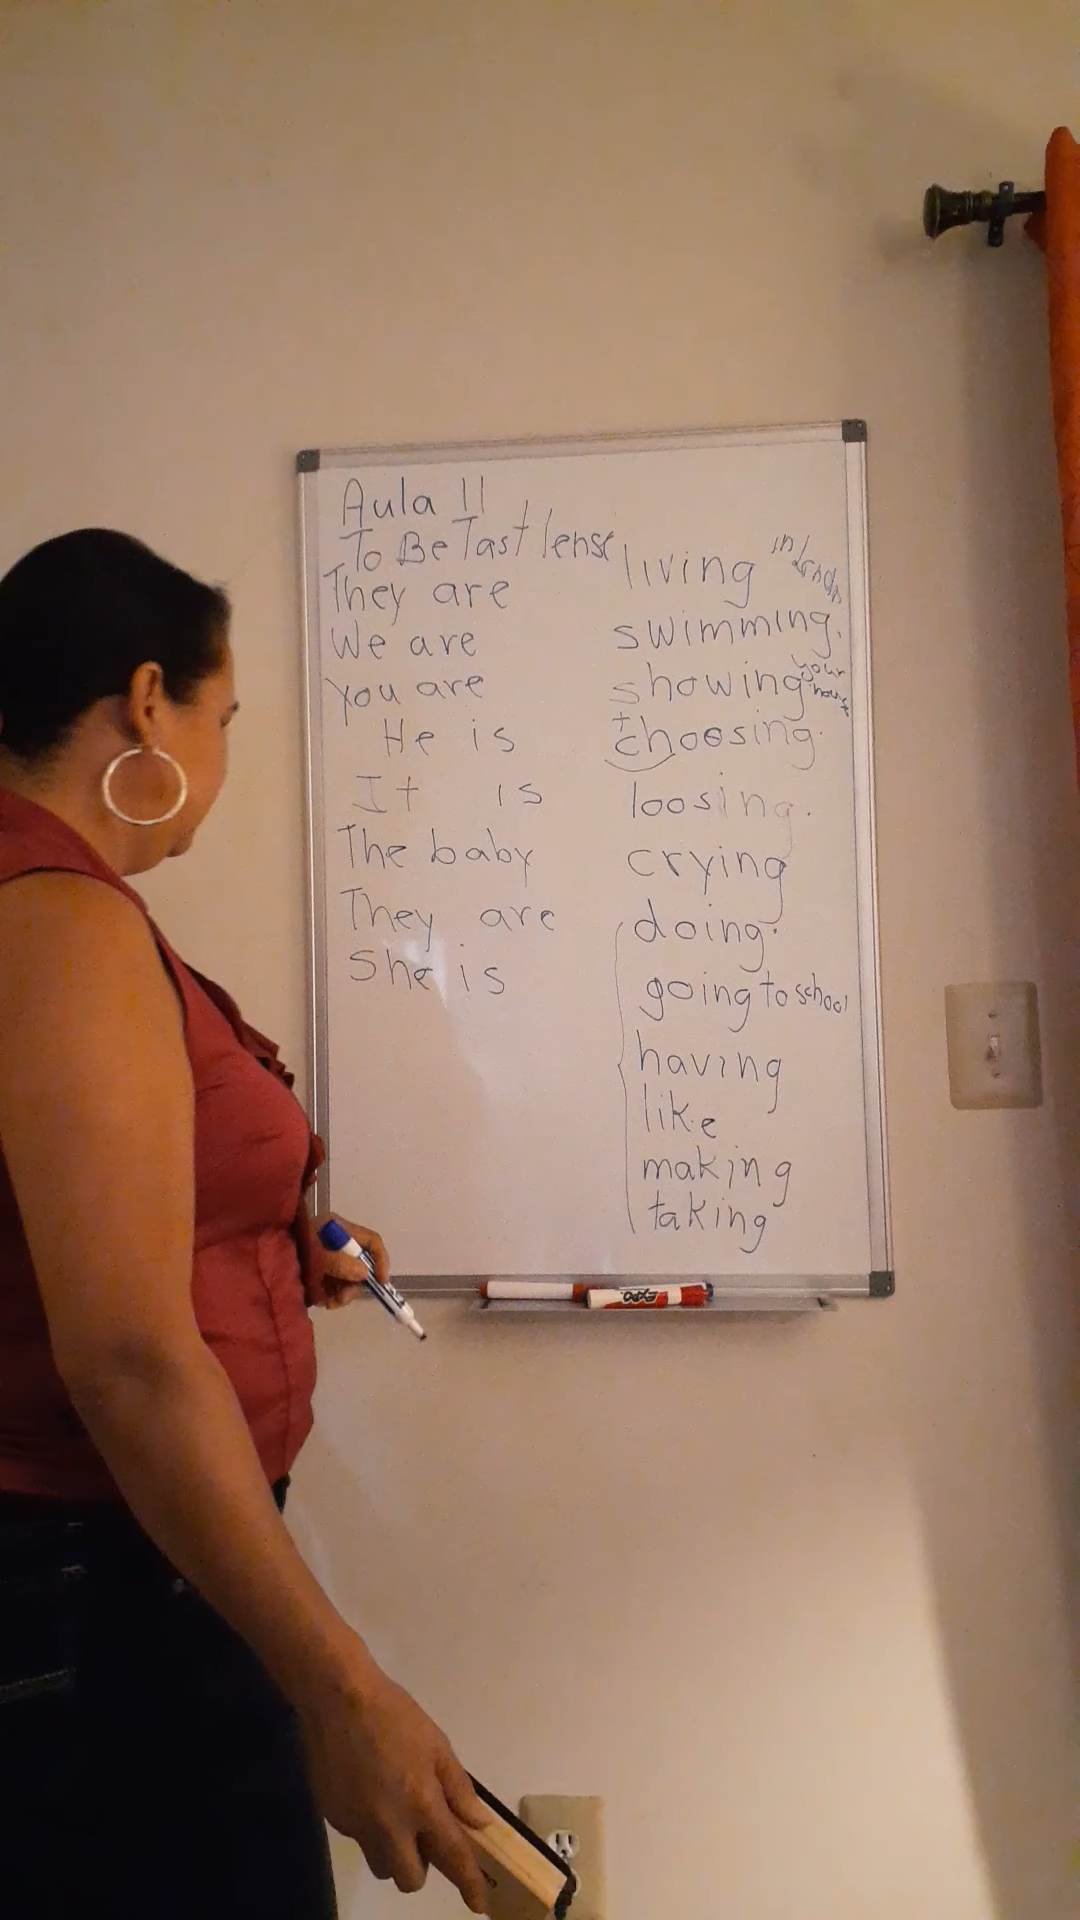 Aula 11
To Be Past tense
They are
We are
You are
He is
It is
The baby
They are
She is
living in London
swimming.
showing your house
choosing.
loosing.
crying
doing.
going to school
having
like
making
taking
EXPO